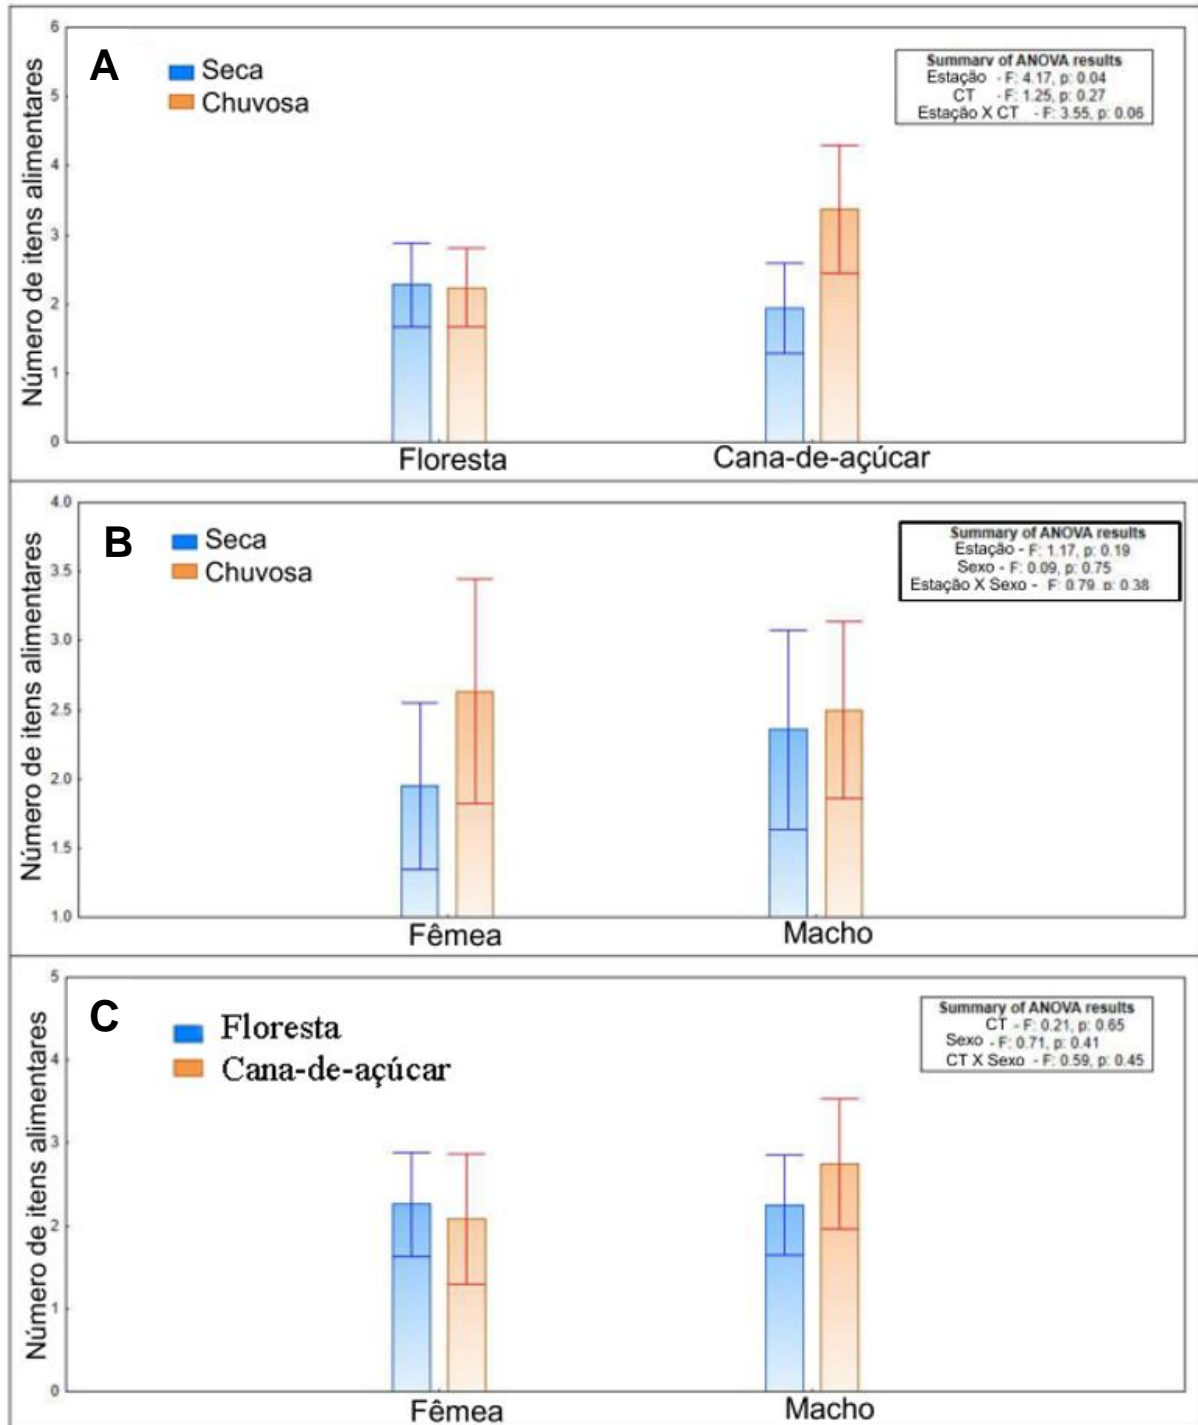 A
Seca
Chuvosa
Summary of ANOVA results
Estação - F: 4.17, p: 0.04
CT - F: 1.25, p: 0.27
Estação X CT - F: 3.55, p: 0.06
Número de itens alimentares
6
5
4
3
2
1
0
Floresta
Cana-de-açúcar
B
Seca
Chuvosa
Summary of ANOVA results
Estação - F: 1.17, p: 0.19
Sexo - F: 0.09, p: 0.75
Estação X Sexo - F: 0.79, p: 0.38
Número de itens alimentares
4.0
3.5
3.0
2.5
2.0
1.5
1.0
Fêmea
Macho
C
Floresta
Cana-de-açúcar
Summary of ANOVA results
CT - F: 0.21, p: 0.65
Sexo - F: 0.71, p: 0.41
CT X Sexo - F: 0.59, p: 0.45
Número de itens alimentares
5
4
3
2
1
0
Fêmea
Macho